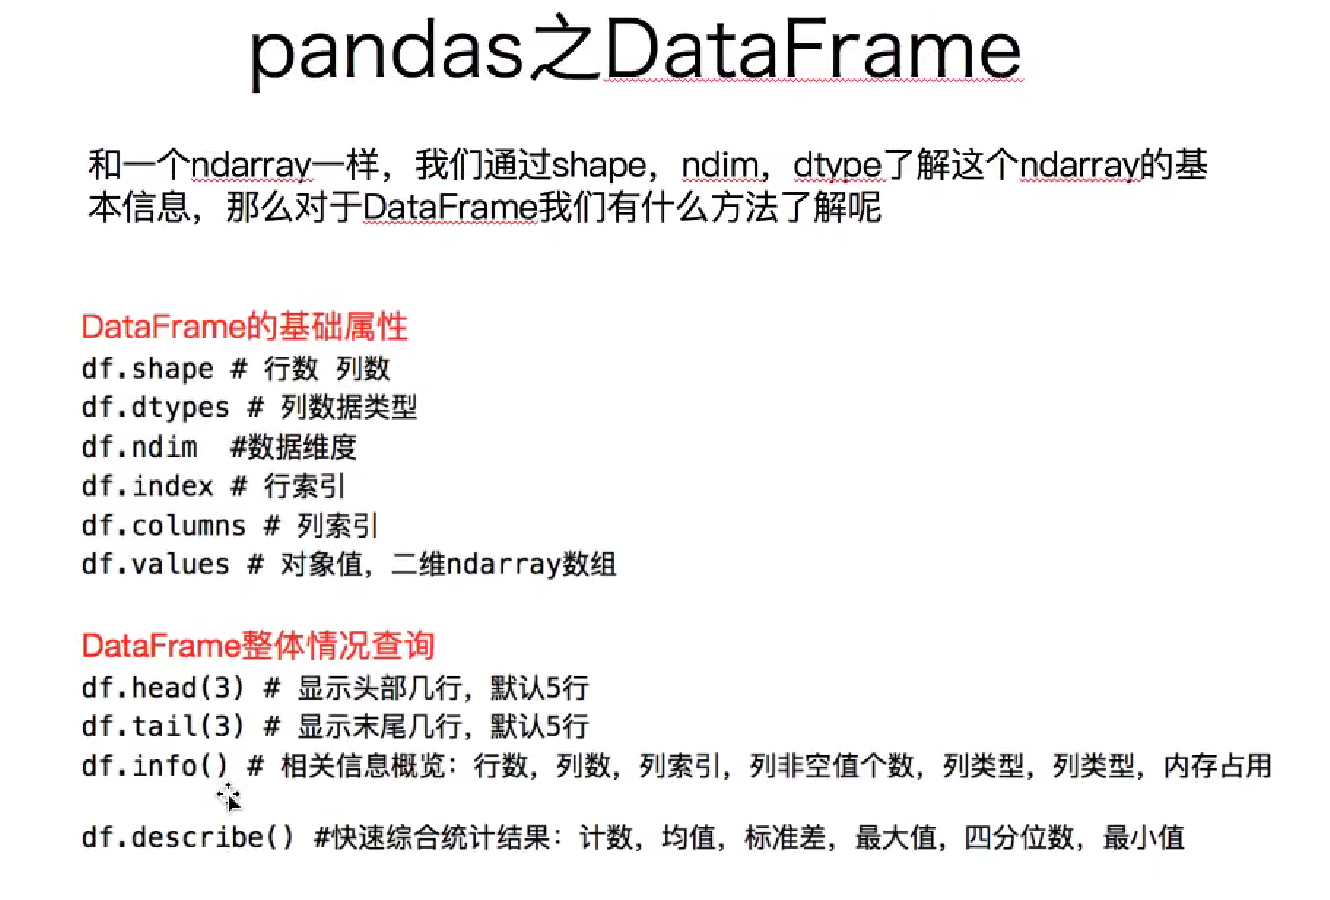 pandas之DataFrame
和一个ndarray一样，我们通过shape，ndim，dtype了解这个ndarray的基
本信息，那么对于DataFrame我们有什么方法了解呢
DataFrame的基础属性
df.shape # 行数 列数
df.dtypes # 列数据类型
df.ndim  #数据维度
df.index # 行索引
df.columns # 列索引
df.values # 对象值，二维ndarray数组
DataFrame整体情况查询
df.head(3) # 显示头部几行，默认5行
df.tail(3) # 显示末尾几行，默认5行
df.info() # 相关信息概览：行数，列数，列索引，列非空值个数，列类型，列类型，内存占用
df.describe() #快速综合统计结果：计数，均值，标准差，最大值，四分位数，最小值